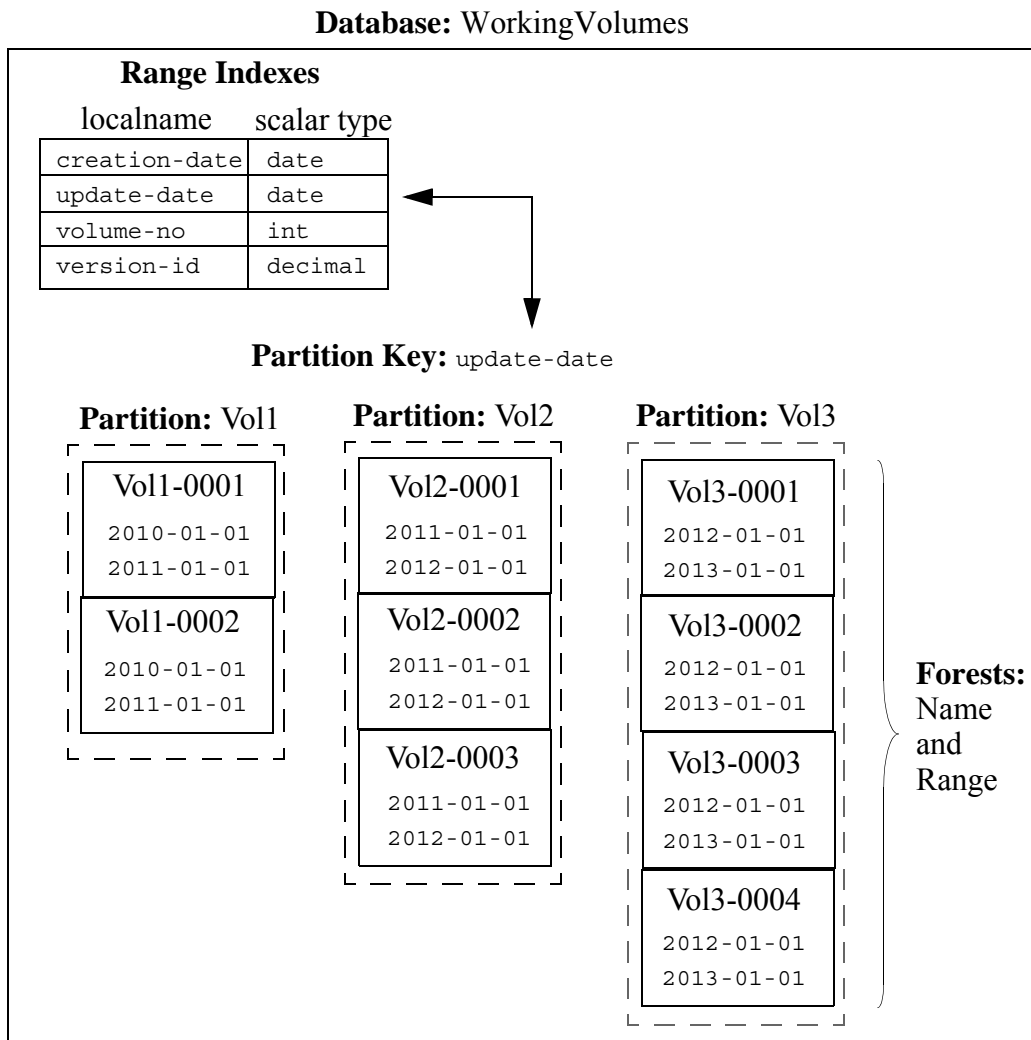 Database: WorkingVolumes
Range Indexes
localname scalar type
creation-date date
update-date date
volume-no int
version-id decimal
Partition Key: update-date
Partition: Vol1
Vol1-0001
2010-01-01
2011-01-01
Vol1-0002
2010-01-01
2011-01-01
Partition: Vol2
Vol2-0001
2011-01-01
2012-01-01
Vol2-0002
2011-01-01
2012-01-01
Vol2-0003
2011-01-01
2012-01-01
Partition: Vol3
Vol3-0001
2012-01-01
2013-01-01
Vol3-0002
2012-01-01
2013-01-01
Vol3-0003
2012-01-01
2013-01-01
Vol3-0004
2012-01-01
2013-01-01
Forests:
Name
and
Range